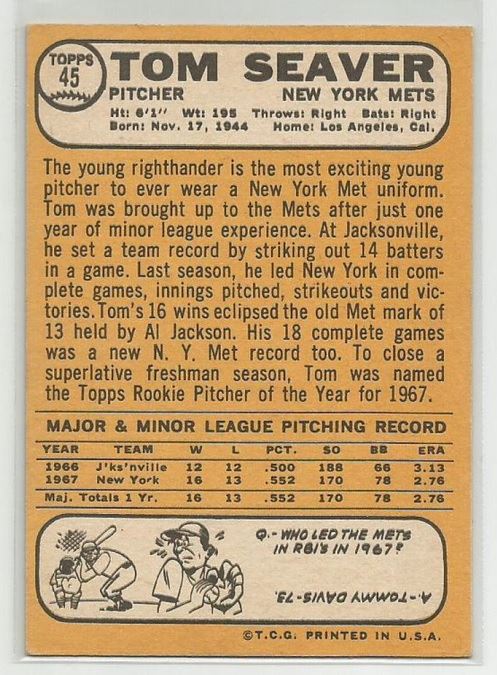 TOPPS
45
TOM SEAVER
PITCHER NEW YORK METS
Ht: 6'1" Wt: 195 Throws: Right Bats: Right
Born: Nov. 17, 1944 Home: Los Angeles, Cal.
The young righthander is the most exciting young
pitcher to ever wear a New York Met uniform.
Tom was brought up to the Mets after just one
year of minor league experience. At Jacksonville,
he set a team record by striking out 14 batters
in a game. Last season, he led New York in com-
plete games, innings pitched, strikeouts and vic-
tories. Tom's 16 wins eclipsed the old Met mark of
13 held by Al Jackson. His 18 complete games
was a new N. Y. Met record too. To close a
superlative freshman season, Tom was named
the Topps Rookie Pitcher of the Year for 1967.
MAJOR & MINOR LEAGUE PITCHING RECORD
YEAR TEAM W L PCT. SO BB ERA
1966 J'ks'nville 12 12 .500 188 66 3.13
1967 New York 16 13 .552 170 78 2.76
Maj. Totals 1 Yr. 16 13 .552 170 78 2.76
Q.- WHO LED THE METS
IN RBI'S IN 1967?
A.- TOMMY DAVIS-73.
©T.C.G. PRINTED IN U.S.A.